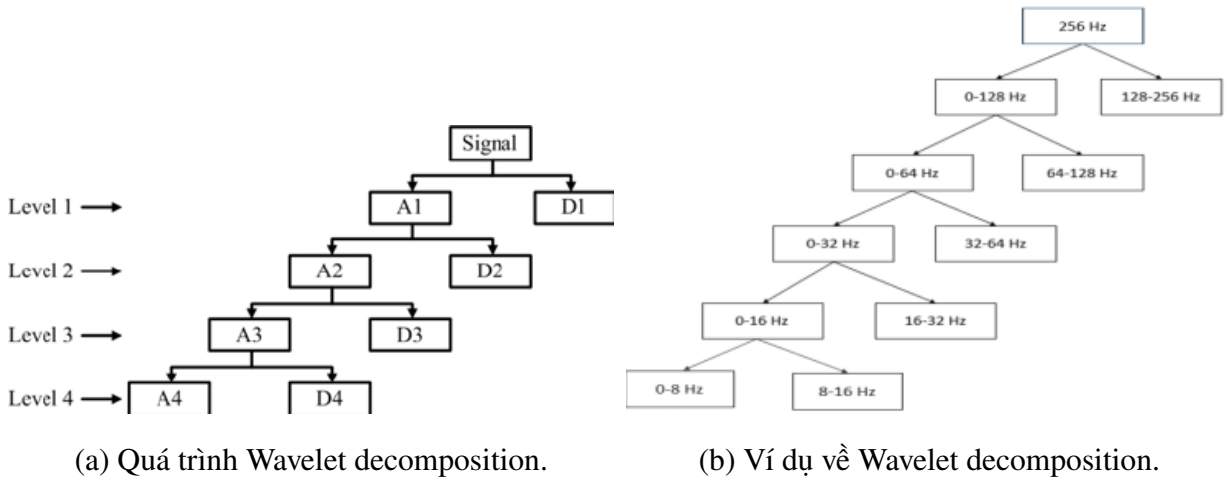 Signal
Level 1
A1
D1
Level 2
A2
D2
Level 3
A3
D3
Level 4
A4
D4
(a) Quá trình Wavelet decomposition.
256 Hz
0-128 Hz
128-256 Hz
0-64 Hz
64-128 Hz
0-32 Hz
32-64 Hz
0-16 Hz
16-32 Hz
0-8 Hz
8-16 Hz
(b) Ví dụ về Wavelet decomposition.